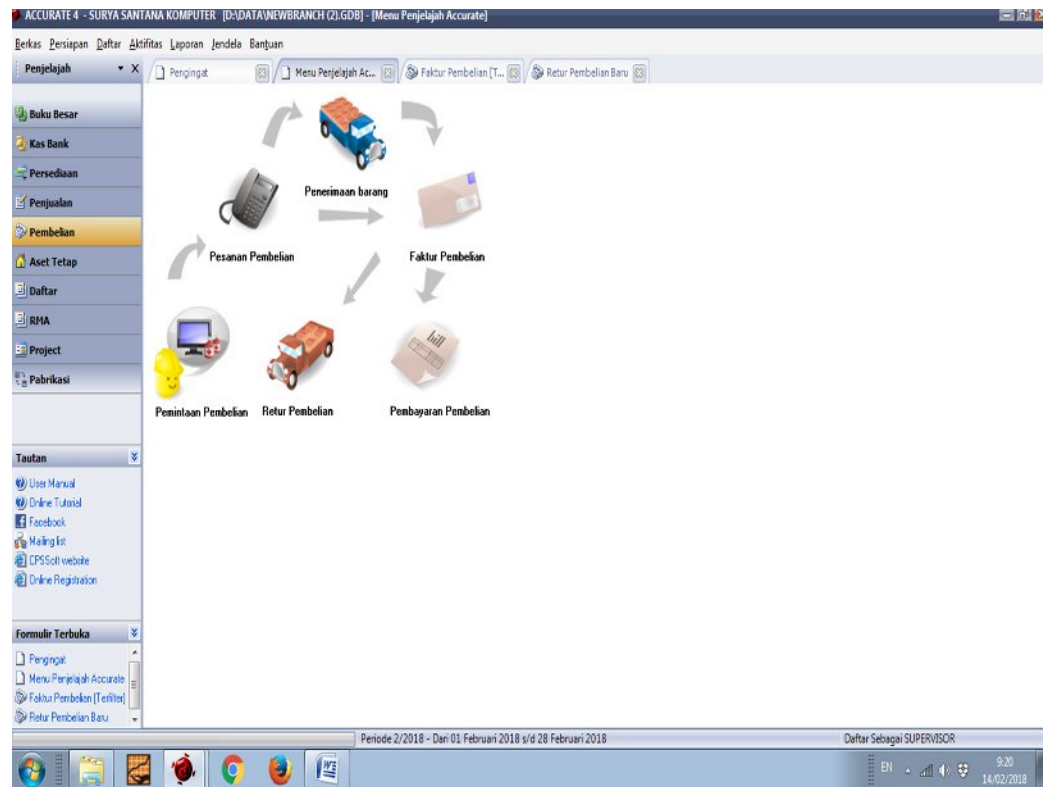 ACCURATE 4 - SURYA SANTANA KOMPUTER [D:\DATA\NEWBRANCH (2).GDB] - [Menu Penjelajah Accurate]
Berkas Persiapan Daftar Aktifitas Laporan Jendela Bantuan
Penjelajah X
Pengingat
Menu Penjelajah Ac...
Faktur Pembelian [T...
Retur Pembelian Baru
Buku Besar
Kas Bank
Persediaan
Penjualan
Pembelian
Aset Tetap
Daftar
RMA
Project
Pabrikasi
Penerimaan barang
Pesanan Pembelian
Faktur Pembelian
bill
Pemintaan Pembelian
Retur Pembelian
Pembayaran Pembelian
Tautan
User Manual
Online Tutorial
Facebook
Mailing list
CPSSoft website
Online Registration
Formulir Terbuka
Pengingat
Menu Penjelajah Accurate
Faktur Pembelian [Terfilter]
Retur Pembelian Baru
Periode 2/2018 - Dari 01 Februari 2018 s/d 28 Februari 2018
Daftar Sebagai SUPERVISOR
EN
9:20
14/02/2018